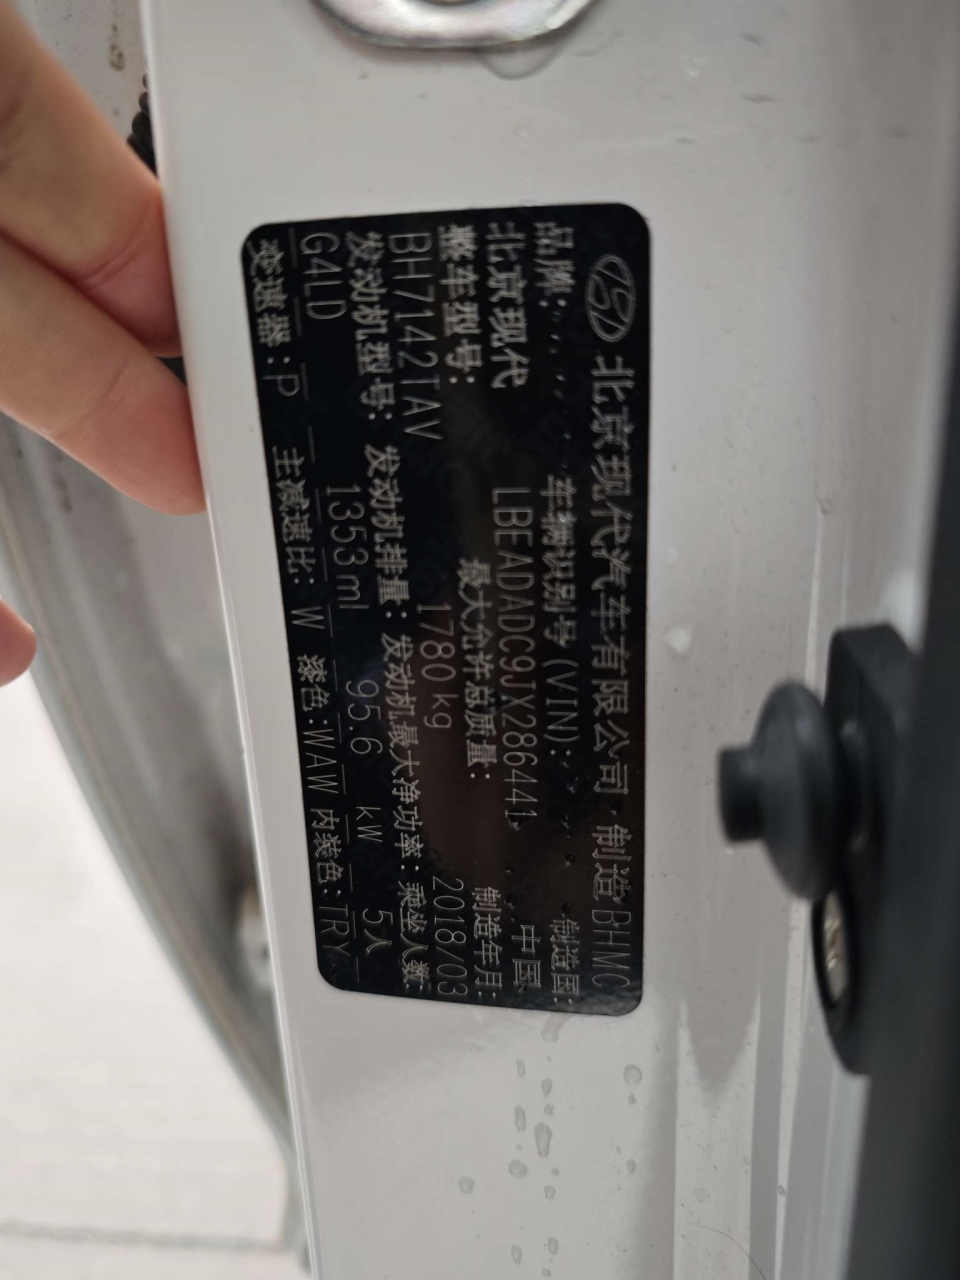 北京现代汽车有限公司 制造 BHMC
品牌: 车辆识别号(VIN): 制造国:
北京现代 LBEADADC9JX286441 中国
整车型号: 最大允许总质量: 制造年月:
BH7142TAV 1780kg 2018/03
发动机型号: 发动机排量: 发动机最大净功率: 乘坐人数:
G4LD 1353ml 95.6 kW 5人
变速器:P 主减速比: W 漆色:WAW 内装色:TRY